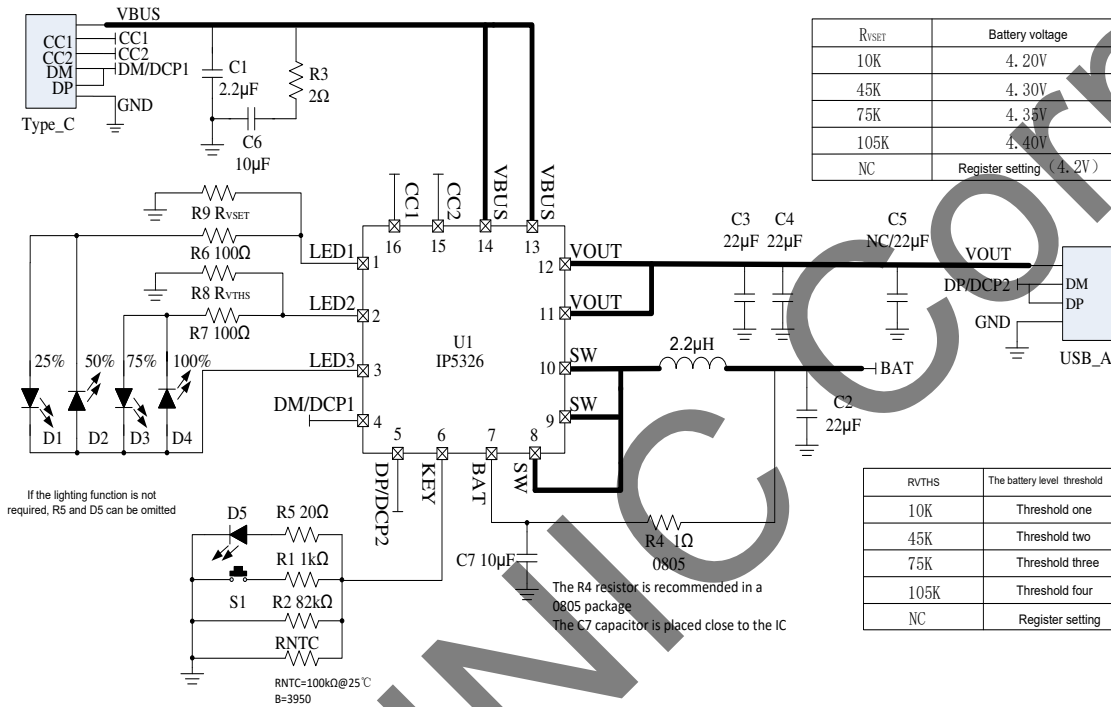 VBUS
CC1
CC1
CC2
CC2
DM
DM/DCP1
DP
GND
Type_C
C1
2.2µF
R3
2Ω
C6
10µF
RVSET
Battery voltage
10K
4.20V
45K
4.30V
75K
4.35V
105K
4.40V
NC
Register setting (4.2V)
CC1
CC2
VBUS
VBUS
16
15
14
13
R9 RVSET
R6 100Ω
LED1
1
R8 RVTHS
LED2
2
R7 100Ω
LED3
3
DM/DCP1
4
U1
IP5326
12
VOUT
11
VOUT
10
SW
9
SW
5
6
7
8
DP/DCP2
KEY
BAT
SW
C3
22µF
C4
22µF
C5
NC/22µF
VOUT
DP/DCP2
DM
DP
GND
USB_A
2.2µH
BAT
C2
22µF
25%
50%
75%
100%
D1
D2
D3
D4
If the lighting function is not
required, R5 and D5 can be omitted
D5
R5 20Ω
R1 1kΩ
S1
R2 82kΩ
RNTC
RNTC=100kΩ@25℃
B=3950
C7 10µF
R4 1Ω
0805
The R4 resistor is recommended in a
0805 package
The C7 capacitor is placed close to the IC
RVTHS
The battery level threshold
10K
Threshold one
45K
Threshold two
75K
Threshold three
105K
Threshold four
NC
Register setting
NIC Corp